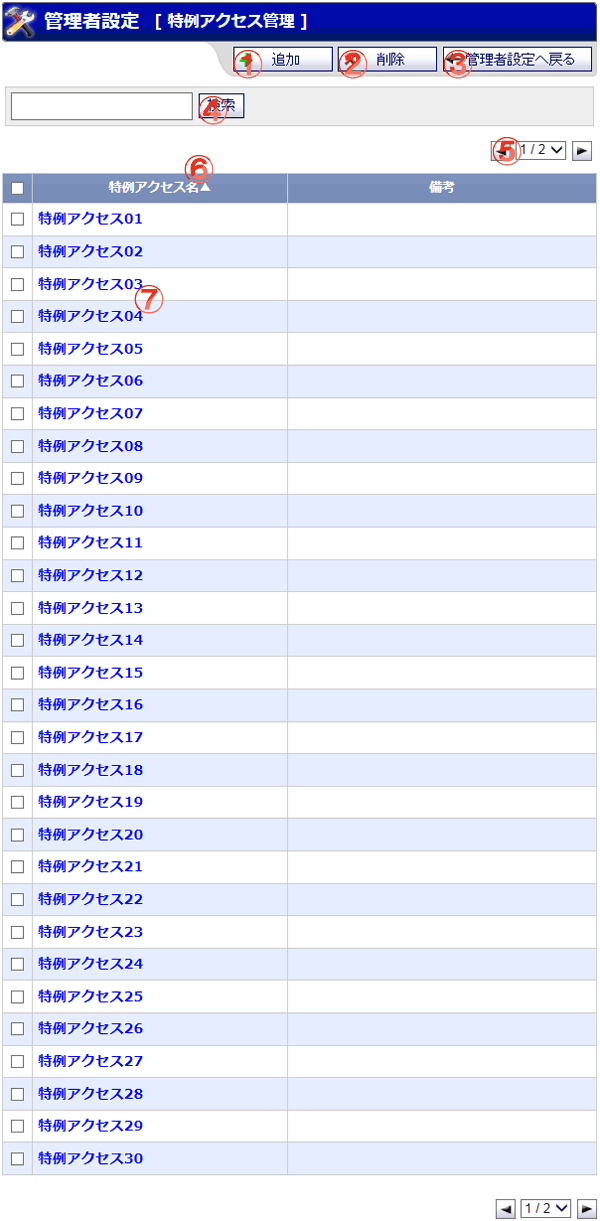 管理者設定 [ 特例アクセス管理 ]
① 追加 ② 削除 ③ 管理者設定へ戻る
④ 検索
⑤ 1 / 2
⑥
特例アクセス名▲ 備考
特例アクセス01
特例アクセス02
特例アクセス03
⑦
特例アクセス04
特例アクセス05
特例アクセス06
特例アクセス07
特例アクセス08
特例アクセス09
特例アクセス10
特例アクセス11
特例アクセス12
特例アクセス13
特例アクセス14
特例アクセス15
特例アクセス16
特例アクセス17
特例アクセス18
特例アクセス19
特例アクセス20
特例アクセス21
特例アクセス22
特例アクセス23
特例アクセス24
特例アクセス25
特例アクセス26
特例アクセス27
特例アクセス28
特例アクセス29
特例アクセス30
1 / 2